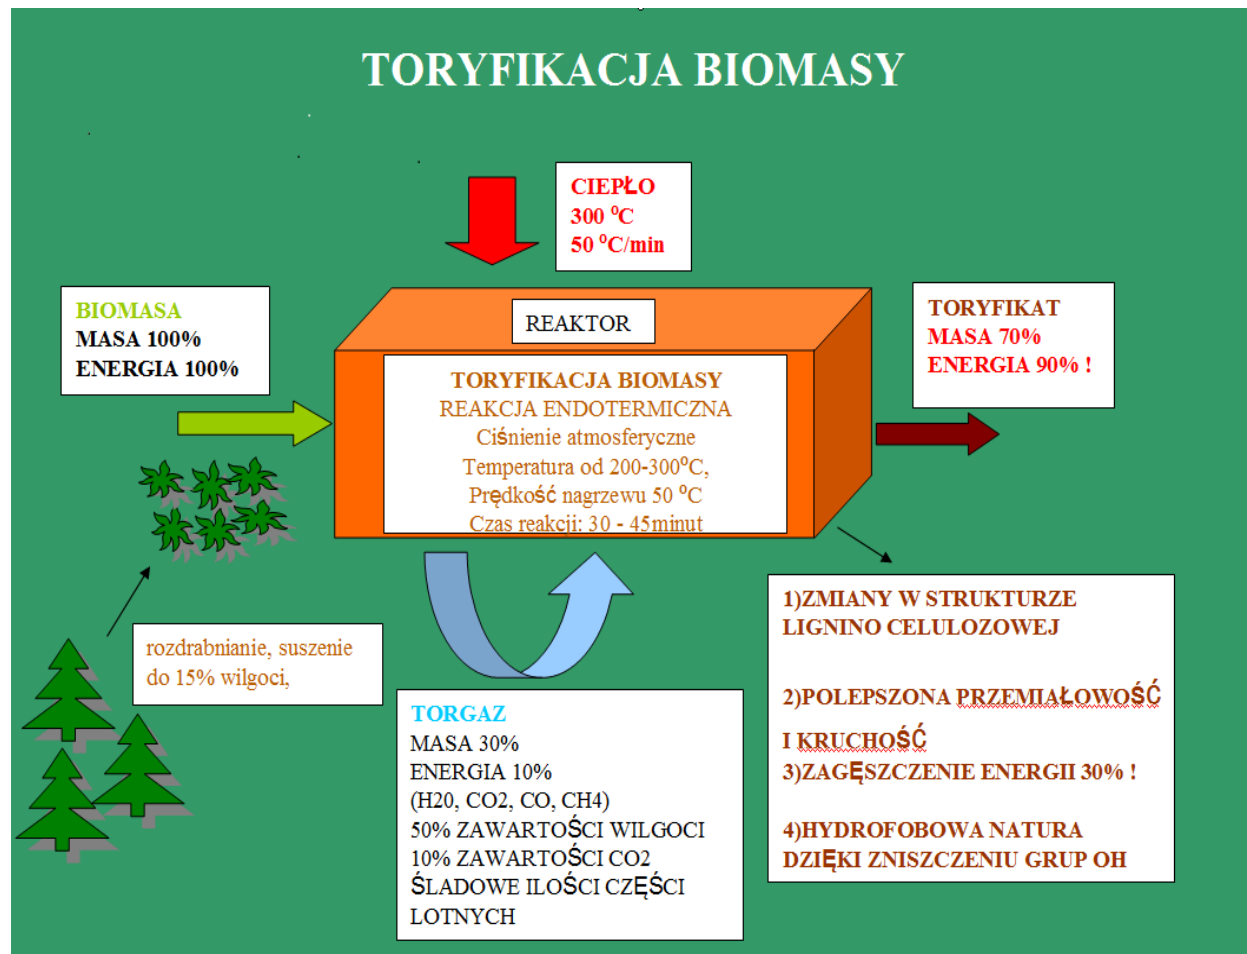 TORYFIKACJA BIOMASY
CIEPŁO
300 ⁰C
50 ⁰C/min
BIOMASA
MASA 100%
ENERGIA 100%
REAKTOR
TORYFIKACJA BIOMASY
REAKCJA ENDOTERMICZNA
Ciśnienie atmosferyczne
Temperatura od 200-300⁰C,
Prędkość nagrzewu 50 ⁰C
Czas reakcji: 30 - 45minut
TORYFIKAT
MASA 70%
ENERGIA 90% !
rozdrabnianie, suszenie
do 15% wilgoci,
TORGAZ
MASA 30%
ENERGIA 10%
(H20, CO2, CO, CH4)
50% ZAWARTOŚCI WILGOCI
10% ZAWARTOŚCI CO2
ŚLADOWE ILOŚCI CZĘŚCI
LOTNYCH
1)ZMIANY W STRUKTURZE
LIGNINO CELULOZOWEJ
2)POLEPSZONA PRZEMIAŁOWOŚĆ
I KRUCHOŚĆ
3)ZAGĘSZCZENIE ENERGII 30% !
4)HYDROFOBOWA NATURA
DZIĘKI ZNISZCZENIU GRUP OH